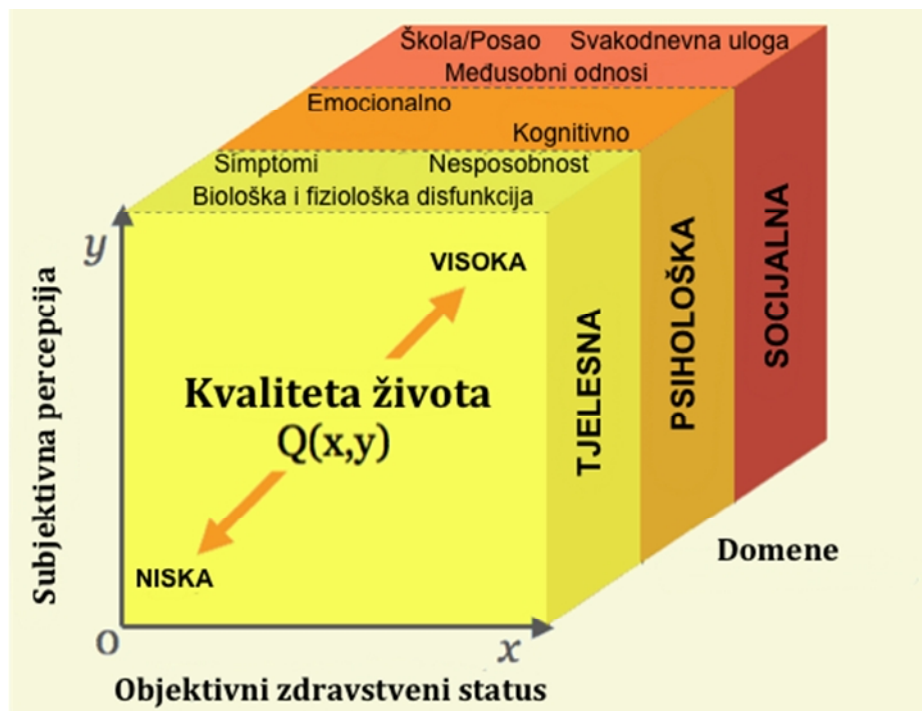 Škola/Posao Svakodnevna uloga
Međusobni odnosi
Emocionalno
Kognitivno
Simptomi Nesposobnost
Biološka i fiziološka disfunkcija
y
VISOKA
Kvaliteta života
Q(x,y)
NISKA
Subjektivna percepcija
TJELESNA
PSIHOLOŠKA
SOCIJALNA
Domene
O
x
Objektivni zdravstveni status